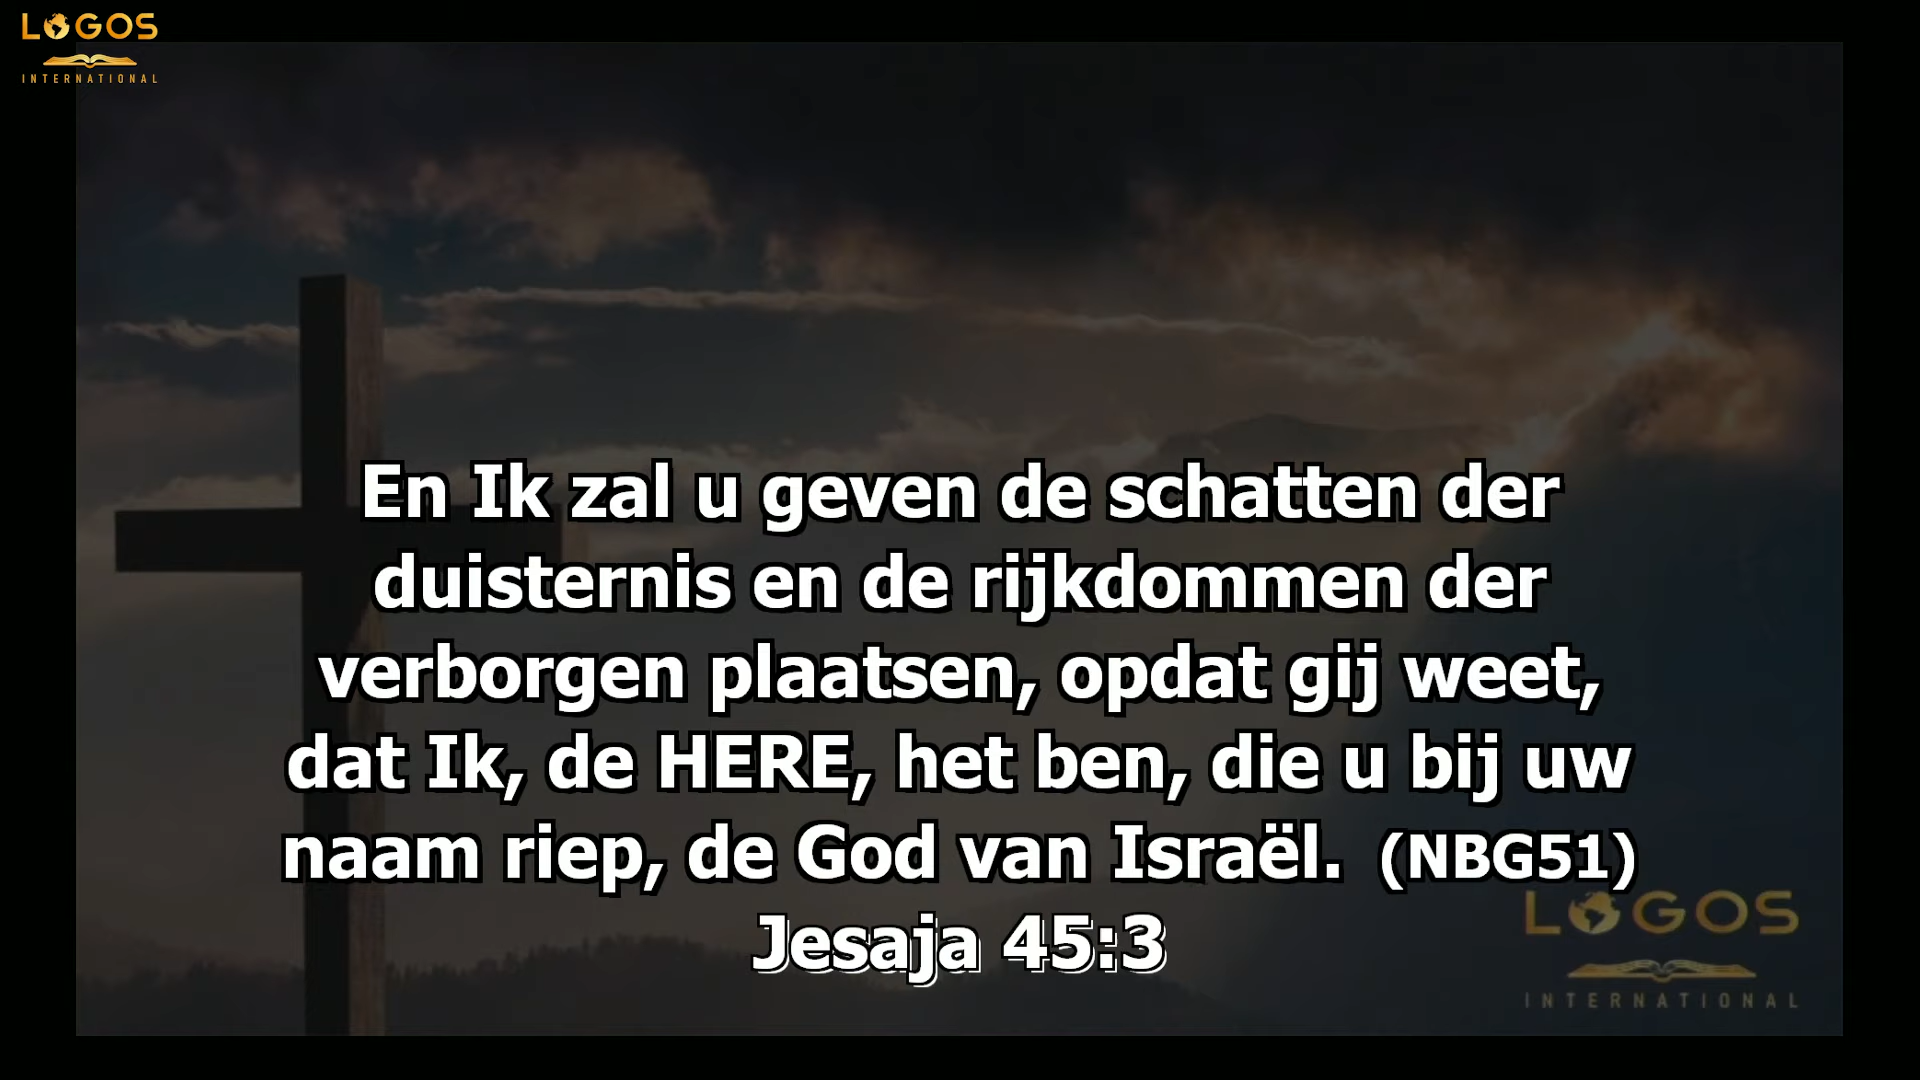 LOGOS
INTERNATIONAL
En Ik zal u geven de schatten der
duisternis en de rijkdommen der
verborgen plaatsen, opdat gij weet,
dat Ik, de HERE, het ben, die u bij uw
naam riep, de God van Israël. (NBG51)
Jesaja 45:3
LOGOS
INTERNATIONAL